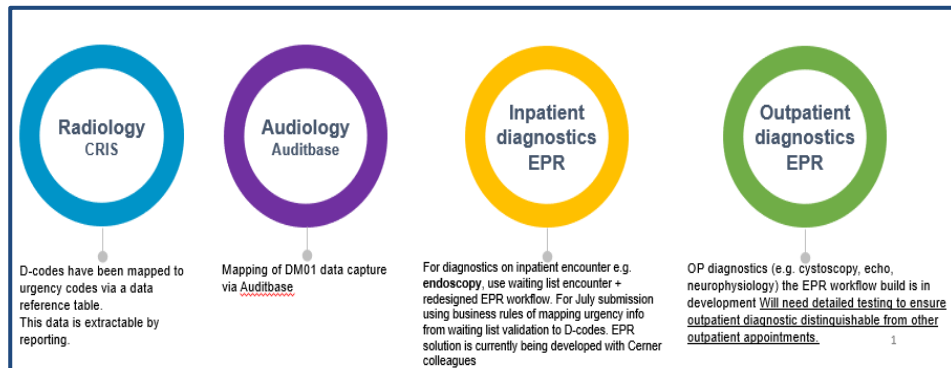 Radiology
CRIS
D-codes have been mapped to
urgency codes via a data
reference table.
This data is extractable by
reporting.
Audiology
Auditbase
Mapping of DM01 data capture
via Auditbase
Inpatient
diagnostics
EPR
For diagnostics on inpatient encounter e.g.
endoscopy, use waiting list encounter +
redesigned EPR workflow. For July submission
using business rules of mapping urgency info
from waiting list validation to D-codes. EPR
solution is currently being developed with Cerner
colleagues
Outpatient
diagnostics
EPR
OP diagnostics (e.g. cystoscopy, echo,
neurophysiology) the EPR workflow build is in
development Will need detailed testing to ensure
outpatient diagnostic distinguishable from other
outpatient appointments.
1